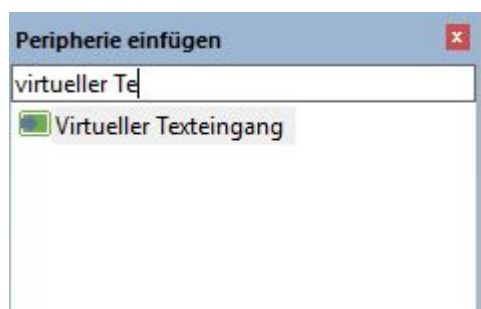 Peripherie einfügen
virtueller Te
Virtueller Texteingang